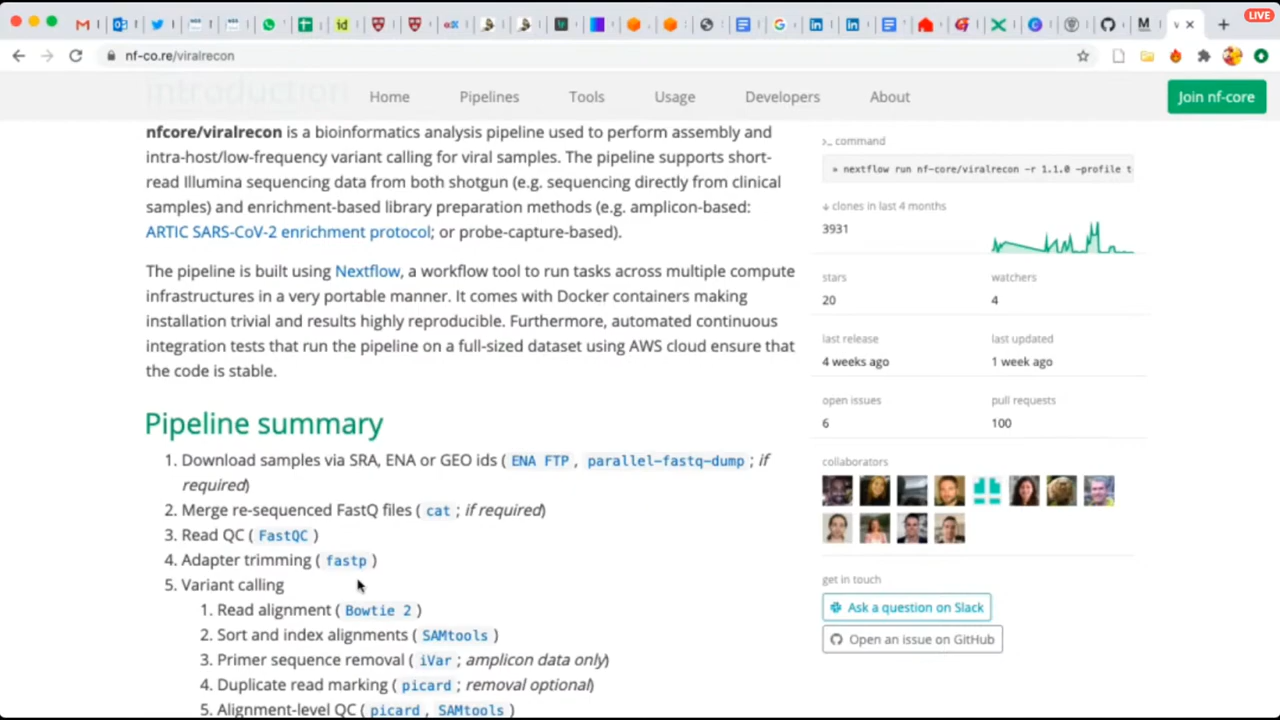 LIVE
nf-co.re/viralrecon
introduction
Home Pipelines Tools Usage Developers About Join nf-core
nfcore/viralrecon is a bioinformatics analysis pipeline used to perform assembly and
intra-host/low-frequency variant calling for viral samples. The pipeline supports short-
read Illumina sequencing data from both shotgun (e.g. sequencing directly from clinical
samples) and enrichment-based library preparation methods (e.g. amplicon-based:
ARTIC SARS-CoV-2 enrichment protocol; or probe-capture-based).
The pipeline is built using Nextflow, a workflow tool to run tasks across multiple compute
infrastructures in a very portable manner. It comes with Docker containers making
installation trivial and results highly reproducible. Furthermore, automated continuous
integration tests that run the pipeline on a full-sized dataset using AWS cloud ensure that
the code is stable.
Pipeline summary
1. Download samples via SRA, ENA or GEO ids ( ENA FTP , parallel-fastq-dump ; if
required)
2. Merge re-sequenced FastQ files ( cat ; if required)
3. Read QC ( FastQC )
4. Adapter trimming ( fastp )
5. Variant calling
1. Read alignment ( Bowtie 2 )
2. Sort and index alignments ( SAMtools )
3. Primer sequence removal ( iVar ; amplicon data only)
4. Duplicate read marking ( picard ; removal optional)
5. Alignment-level QC ( picard , SAMtools )
>_ command
» nextflow run nf-core/viralrecon -r 1.1.0 -profile t
↓ clones in last 4 months
3931
stars watchers
20 4
last release last updated
4 weeks ago 1 week ago
open issues pull requests
6 100
collaborators
get in touch
Ask a question on Slack
Open an issue on GitHub